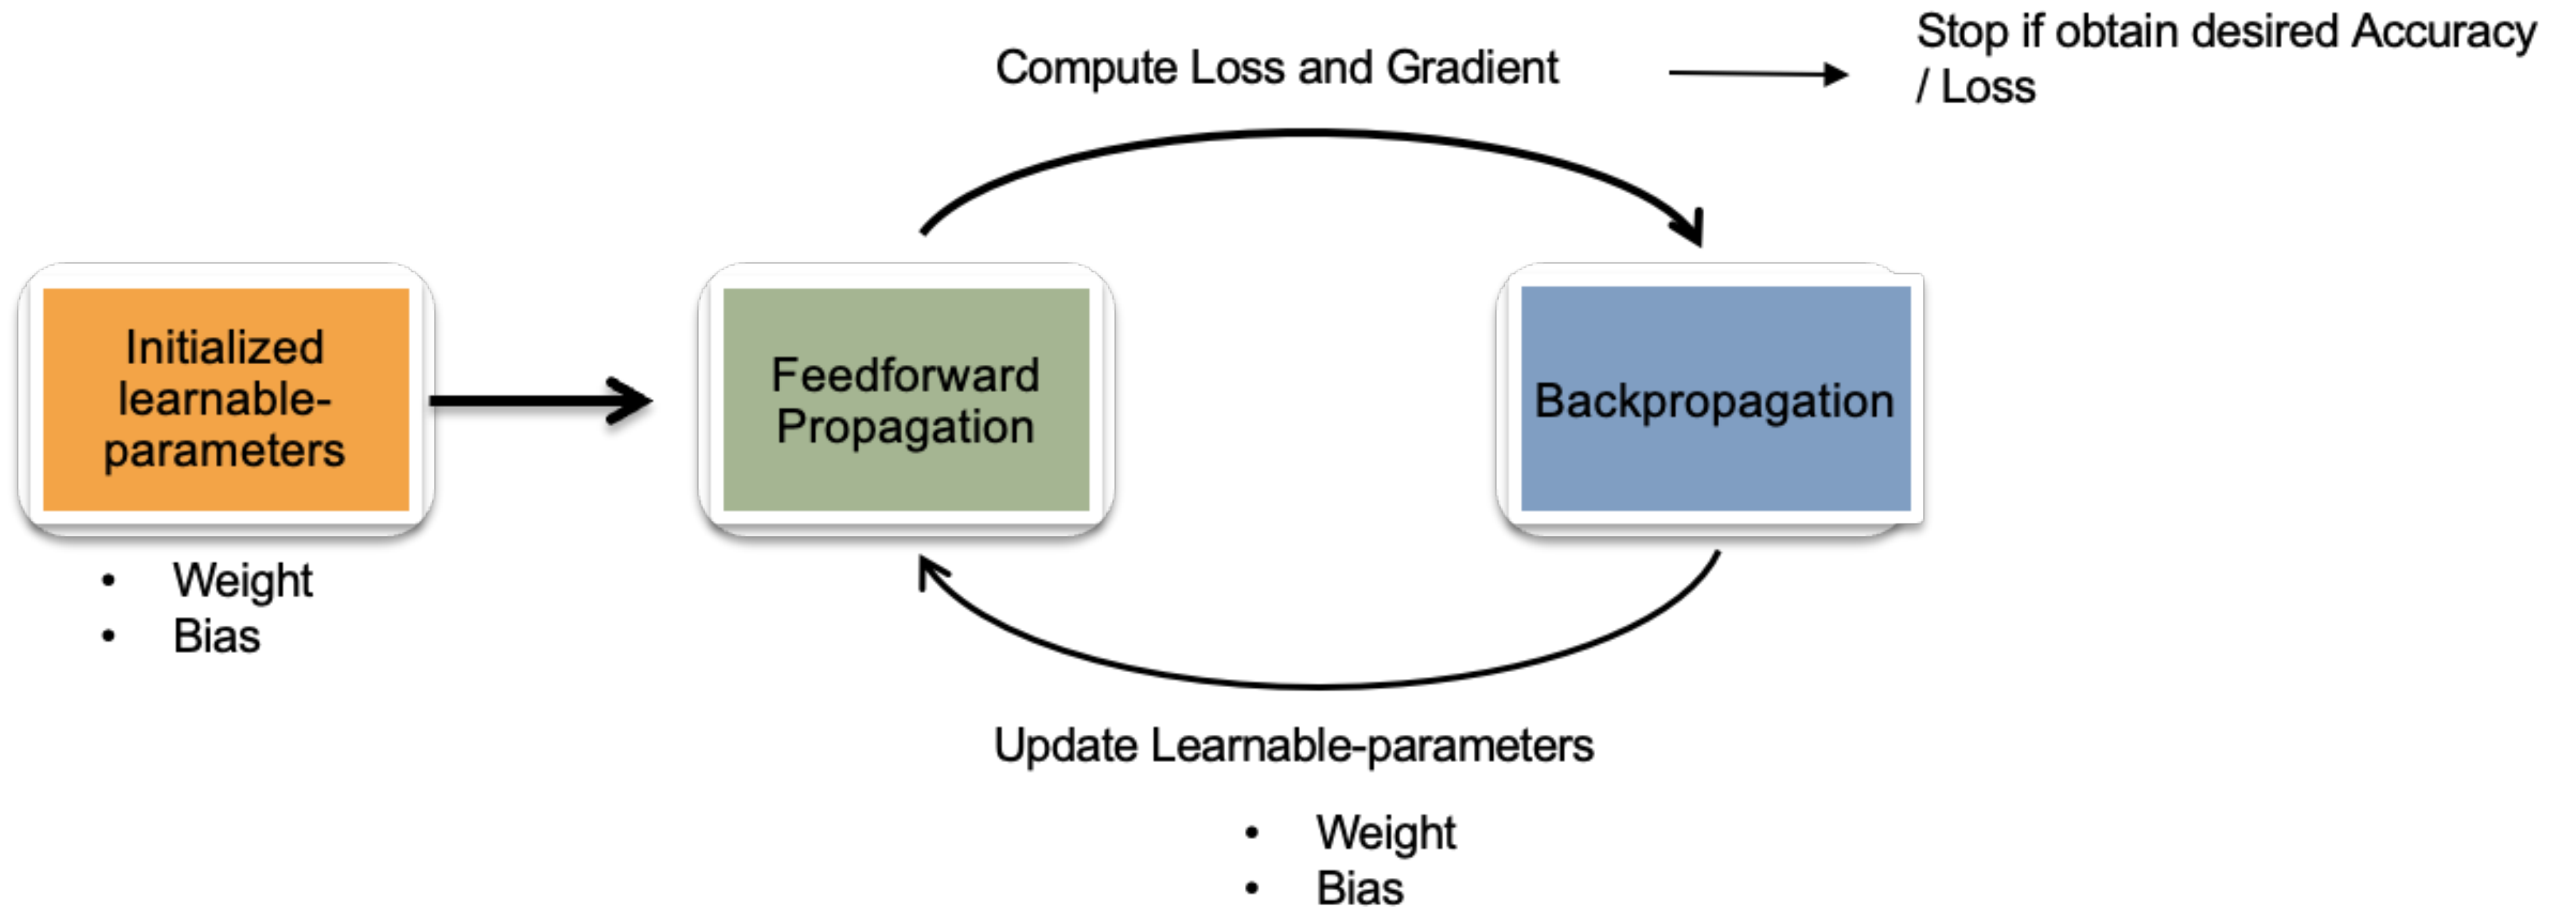 Compute Loss and Gradient
Stop if obtain desired Accuracy
/ Loss
Initialized
learnable-
parameters
Feedforward
Propagation
Backpropagation
• Weight
• Bias
Update Learnable-parameters
• Weight
• Bias